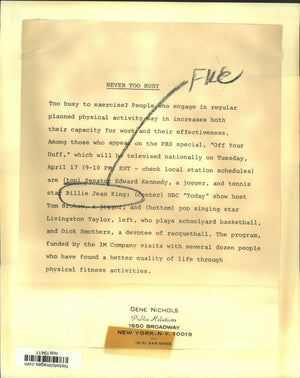 FILE
NEVER TOO BUSY
Too busy to exercise? People who engage in regular
planned physical activity may in increases both
their capacity for work and their effectiveness.
Among those who appear on the PBS special, "Off Your
Duff," which will be televised nationally on Tuesday,
April 17 (9-10 PM, EST - check local station schedules)
are (top) Senator Edward Kennedy, a jogger, and tennis
star Billie Jean King; (center) NBC "Today" show host
Tom Brokaw, a jogger, and (bottom) pop singing star
Livingston Taylor, left, who plays schoolyard basketball,
and Dick Smothers, a devotee of racquetball. The program,
funded by the 3M Company visits with several dozen people
who have found a better quality of life through
physical fitness activities.
GENE NICHOLS
Public Relations
1650 BROADWAY
NEW YORK, N.Y. 10019
historicimages.com